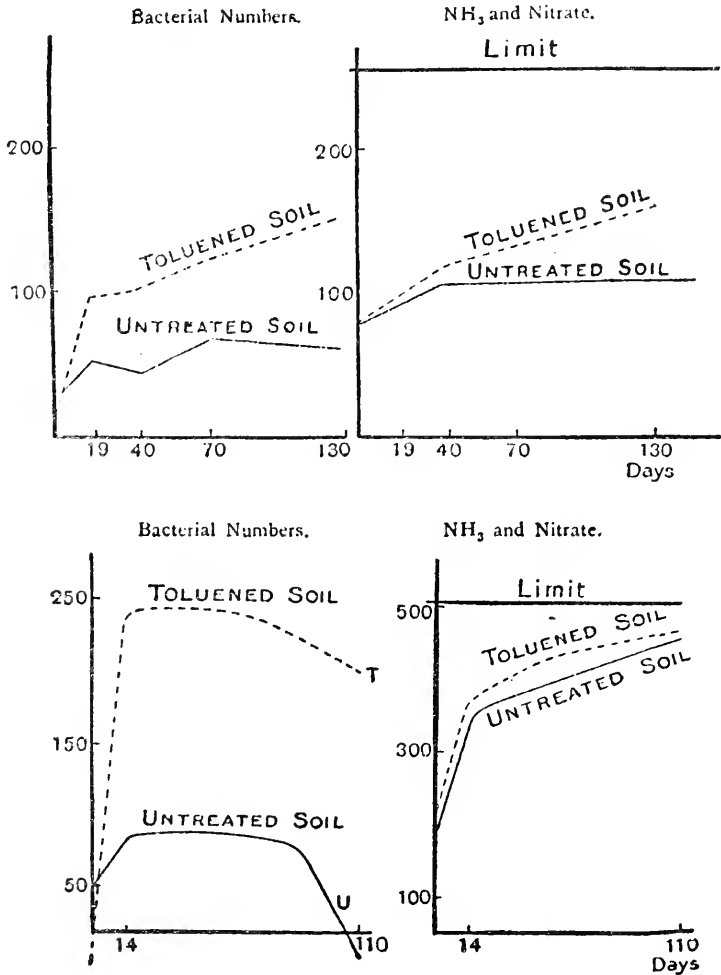 Bacterial Numbers.
NH₃ and Nitrate.
Limit
200
100
TOLUENED SOIL
UNTREATED SOIL
19 40 70 130
200
100
TOLUENED SOIL
UNTREATED SOIL
19 40 70 130
Days
Bacterial Numbers.
NH₃ and Nitrate.
250
150
50
TOLUENED SOIL
T
UNTREATED SOIL
U
14 110
Limit
500
300
100
TOLUENED SOIL
UNTREATED SOIL
14 110
Days